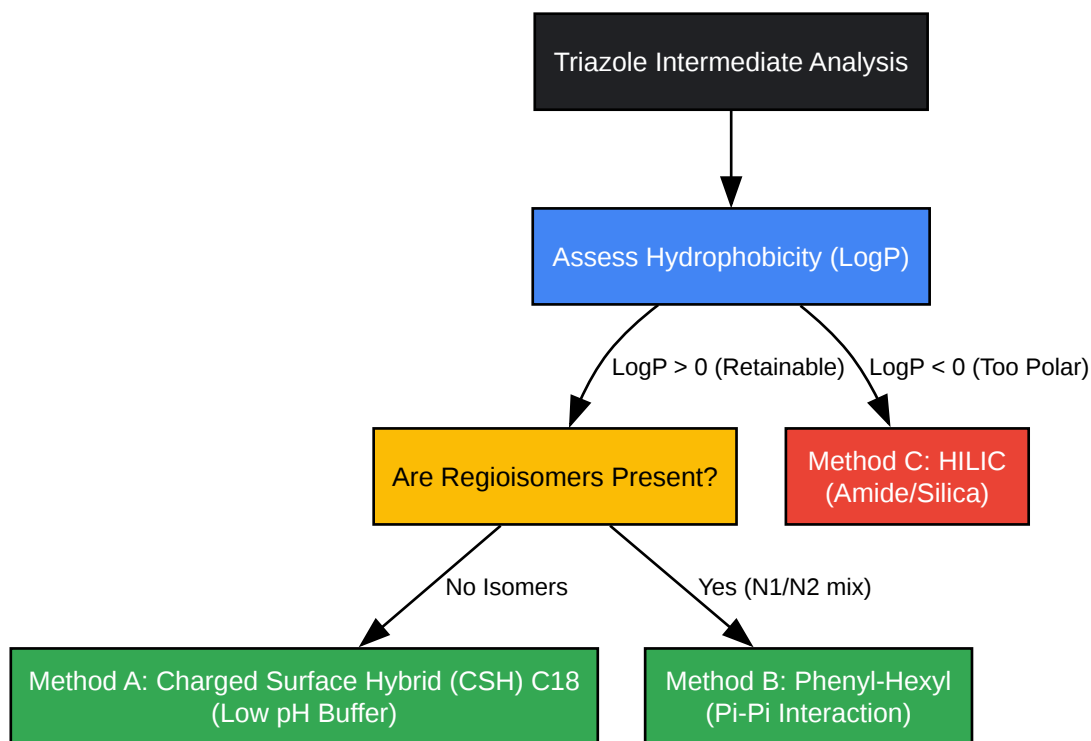 Triazole Intermediate Analysis
Assess Hydrophobicity (LogP)
LogP > 0 (Retainable)
LogP < 0 (Too Polar)
Are Regioisomers Present?
Method C: HILIC
(Amide/Silica)
No Isomers
Yes (N1/N2 mix)
Method A: Charged Surface Hybrid (CSH) C18
(Low pH Buffer)
Method B: Phenyl-Hexyl
(Pi-Pi Interaction)